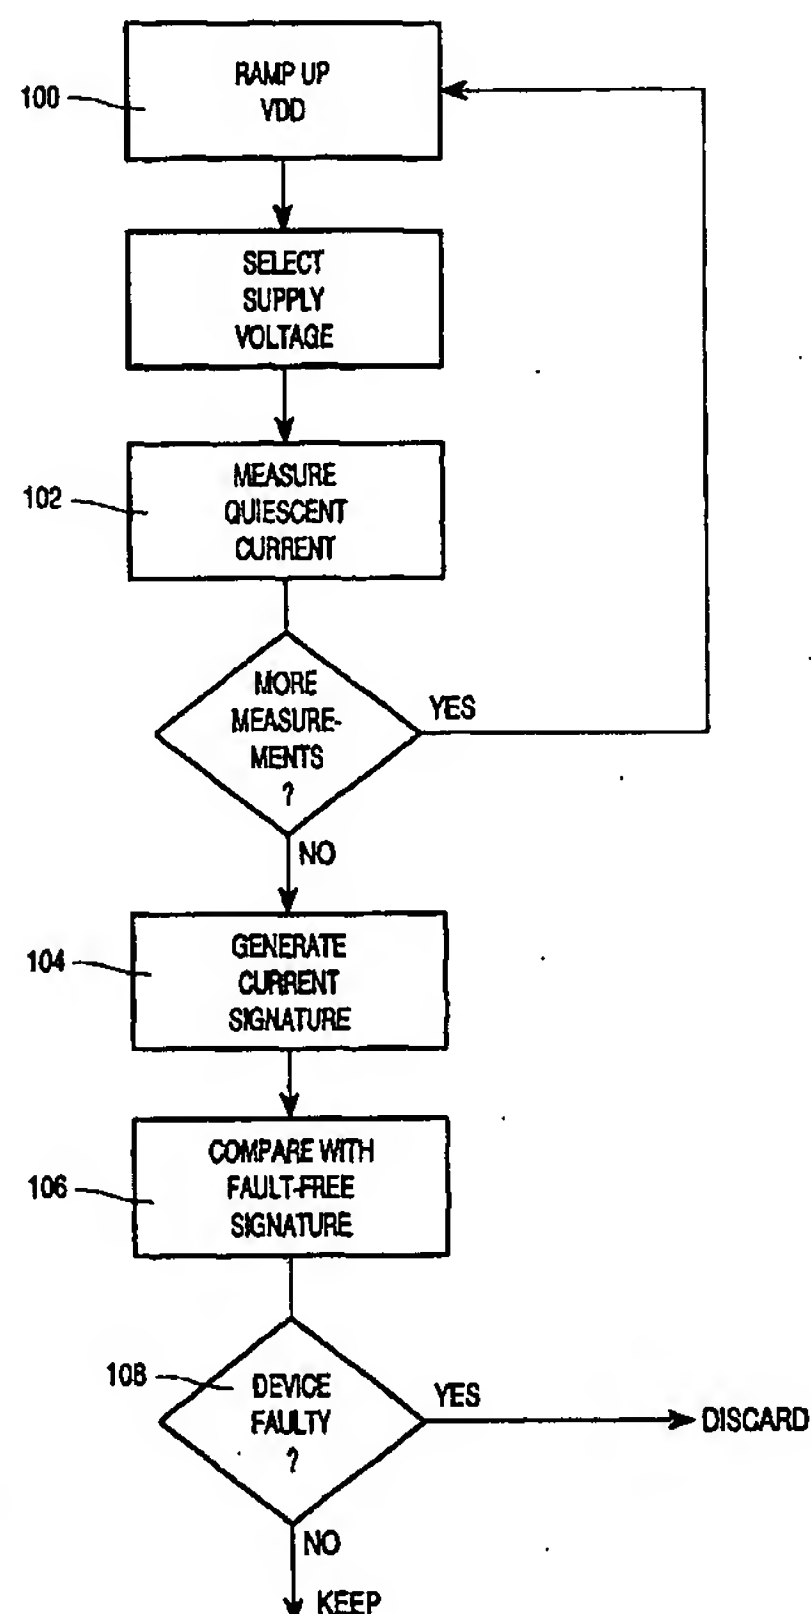 RAMP UP
VDD
100
SELECT
SUPPLY
VOLTAGE
102
MEASURE
QUIESCENT
CURRENT
MORE
MEASURE-
MENTS
?
YES
NO
104
GENERATE
CURRENT
SIGNATURE
106
COMPARE WITH
FAULT-FREE
SIGNATURE
108
DEVICE
FAULTY
?
YES
DISCARD
NO
KEEP